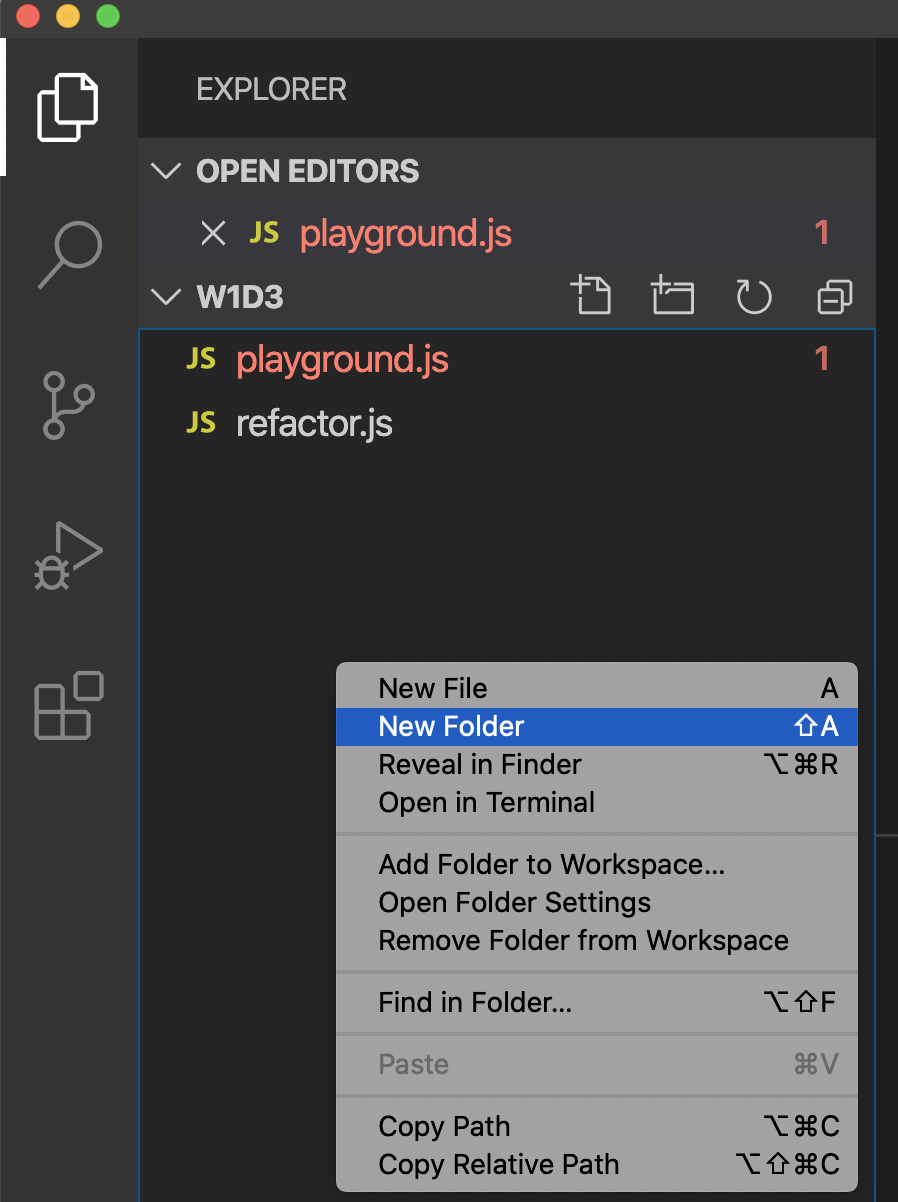 EXPLORER
OPEN EDITORS
JS playground.js 1
W1D3
JS playground.js 1
JS refactor.js
New File A
New Folder ⇧A
Reveal in Finder ⌥⌘R
Open in Terminal
Add Folder to Workspace...
Open Folder Settings
Remove Folder from Workspace
Find in Folder... ⌥⇧F
Paste ⌘V
Copy Path ⌥⌘C
Copy Relative Path ⌥⇧⌘C